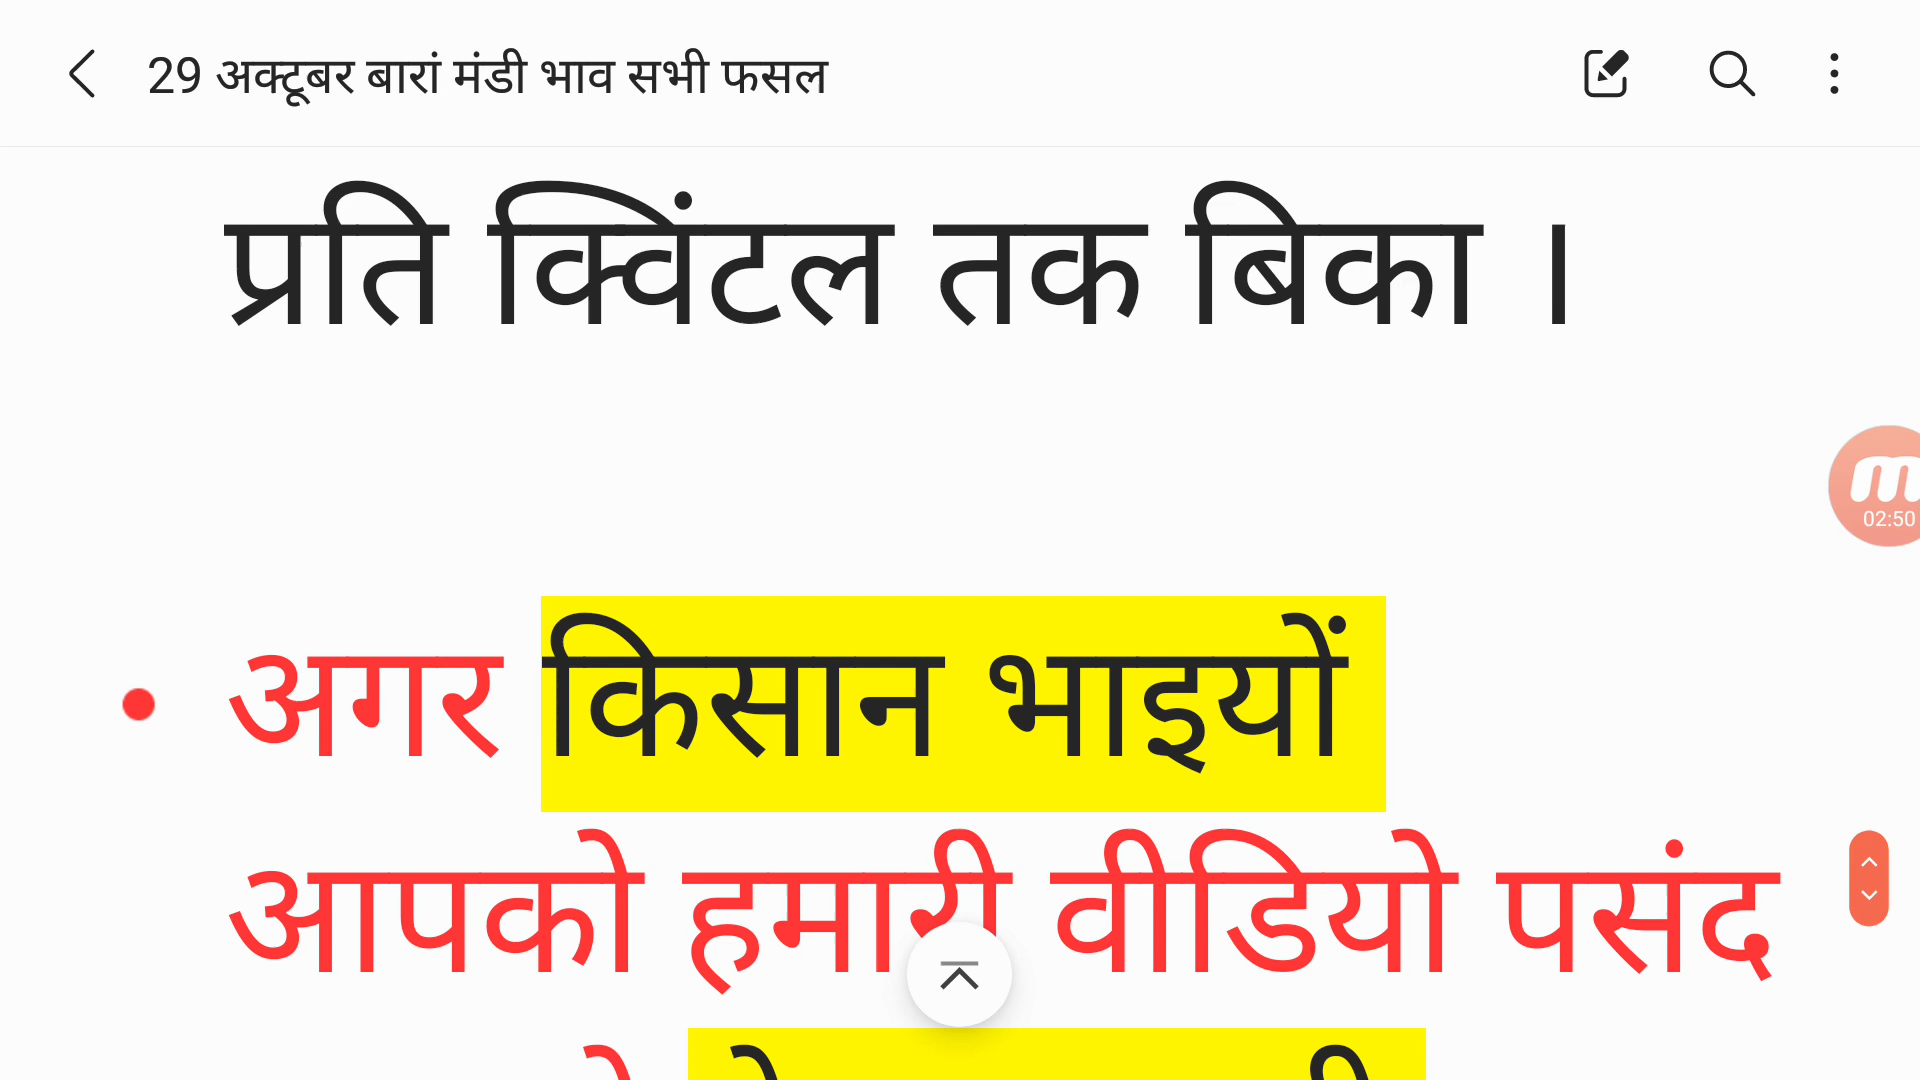 29 अक्टूबर बारां मंडी भाव सभी फसल
प्रति क्विंटल तक बिका ।
02:50
अगर किसान भाइयों
आपको हमारी वीडियो पसंद